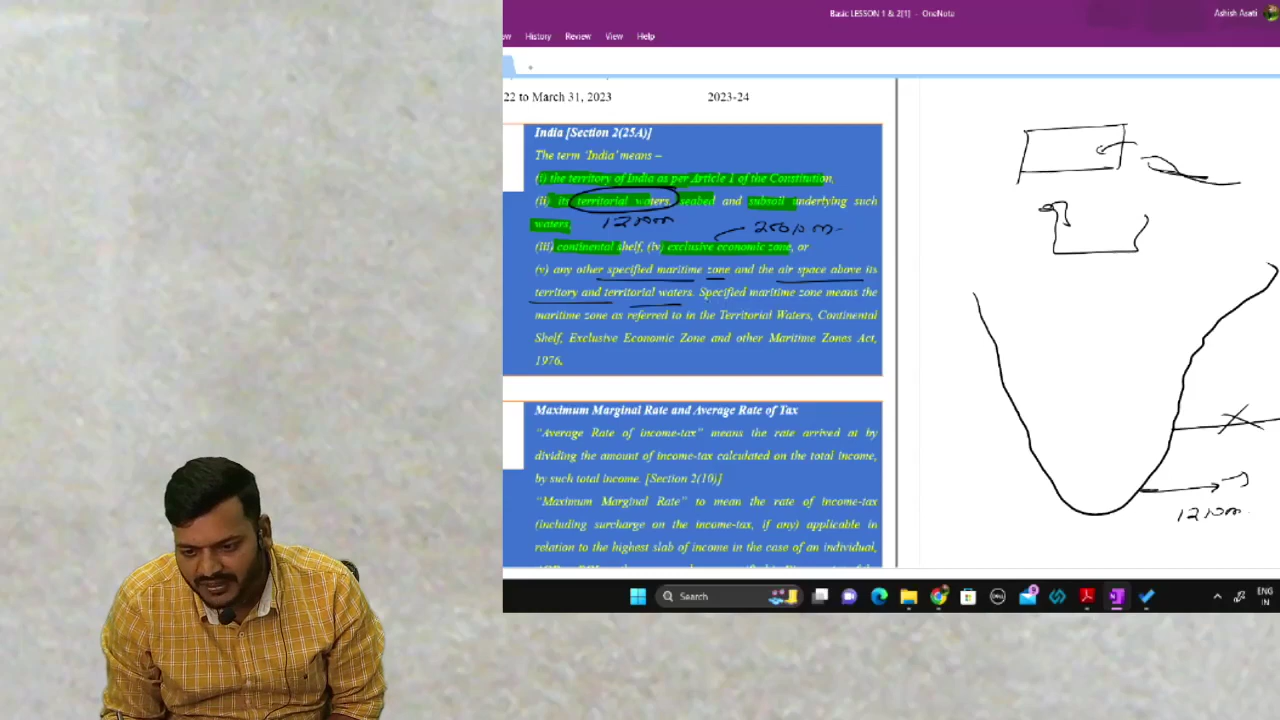 Basic LESSON 1 & 2[1] - OneNote
Ashish Asati
History Review View Help
22 to March 31, 2023 2023-24
India [Section 2(25A)]
The term 'India' means –
(i) the territory of India as per Article 1 of the Constitution,
(ii) its territorial waters, seabed and subsoil underlying such
waters,
12 nm
200 n m.
(iii) continental shelf, (iv) exclusive economic zone, or
(v) any other specified maritime zone and the air space above its
territory and territorial waters. Specified maritime zone means the
maritime zone as referred to in the Territorial Waters, Continental
Shelf, Exclusive Economic Zone and other Maritime Zones Act,
1976.
Maximum Marginal Rate and Average Rate of Tax
"Average Rate of income-tax" means the rate arrived at by
dividing the amount of income-tax calculated on the total income,
by such total income. [Section 2(10)]
"Maximum Marginal Rate" to mean the rate of income-tax
(including surcharge on the income-tax, if any) applicable in
relation to the highest slab of income in the case of an individual,
12 nm.
Search
ENG
IN